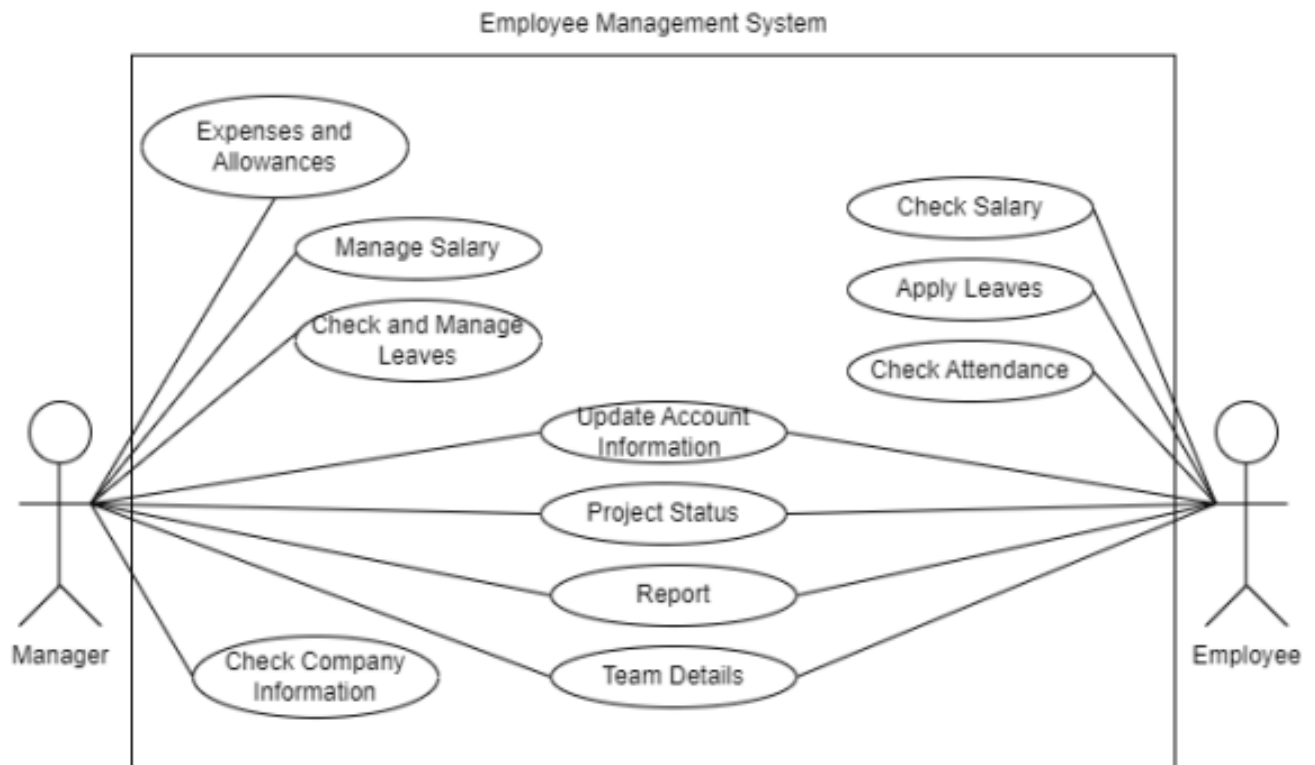 Employee Management System
Expenses and
Allowances
Manage Salary
Check and Manage
Leaves
Check Salary
Apply Leaves
Check Attendance
Update Account
Information
Project Status
Report
Team Details
Check Company
Information
Manager
Employee